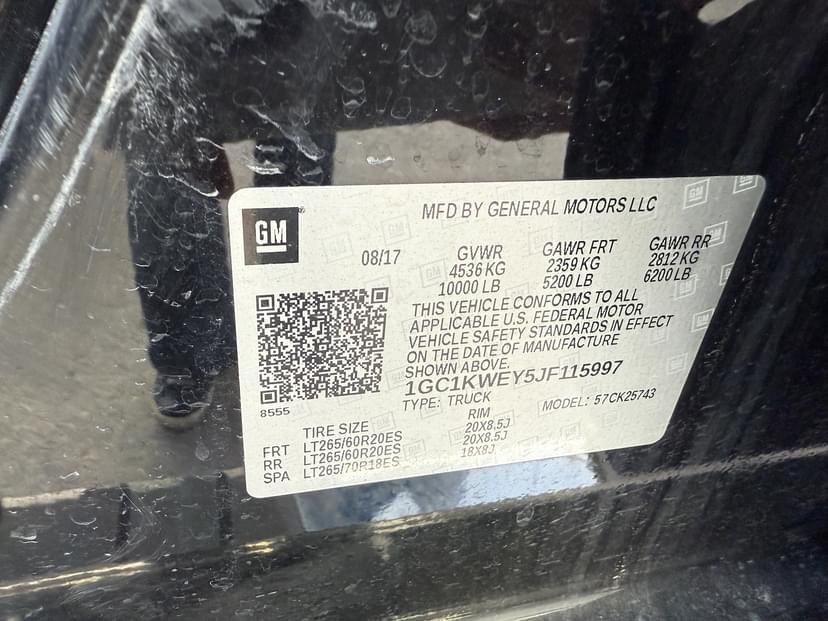 GM
MFD BY GENERAL MOTORS LLC
08/17
GVWR
4536 KG
10000 LB
GAWR FRT
2359 KG
5200 LB
GAWR RR
2812 KG
6200 LB
THIS VEHICLE CONFORMS TO ALL
APPLICABLE U.S. FEDERAL MOTOR
VEHICLE SAFETY STANDARDS IN EFFECT
ON THE DATE OF MANUFACTURE
SHOWN ABOVE.
1GC1KWEY5JF115997
TYPE: TRUCK
MODEL: 57CK25743
8555
TIRE SIZE RIM
FRT LT265/60R20ES 20X8.5J
RR LT265/60R20ES 20X8.5J
SPA LT265/70R18ES 18X8J